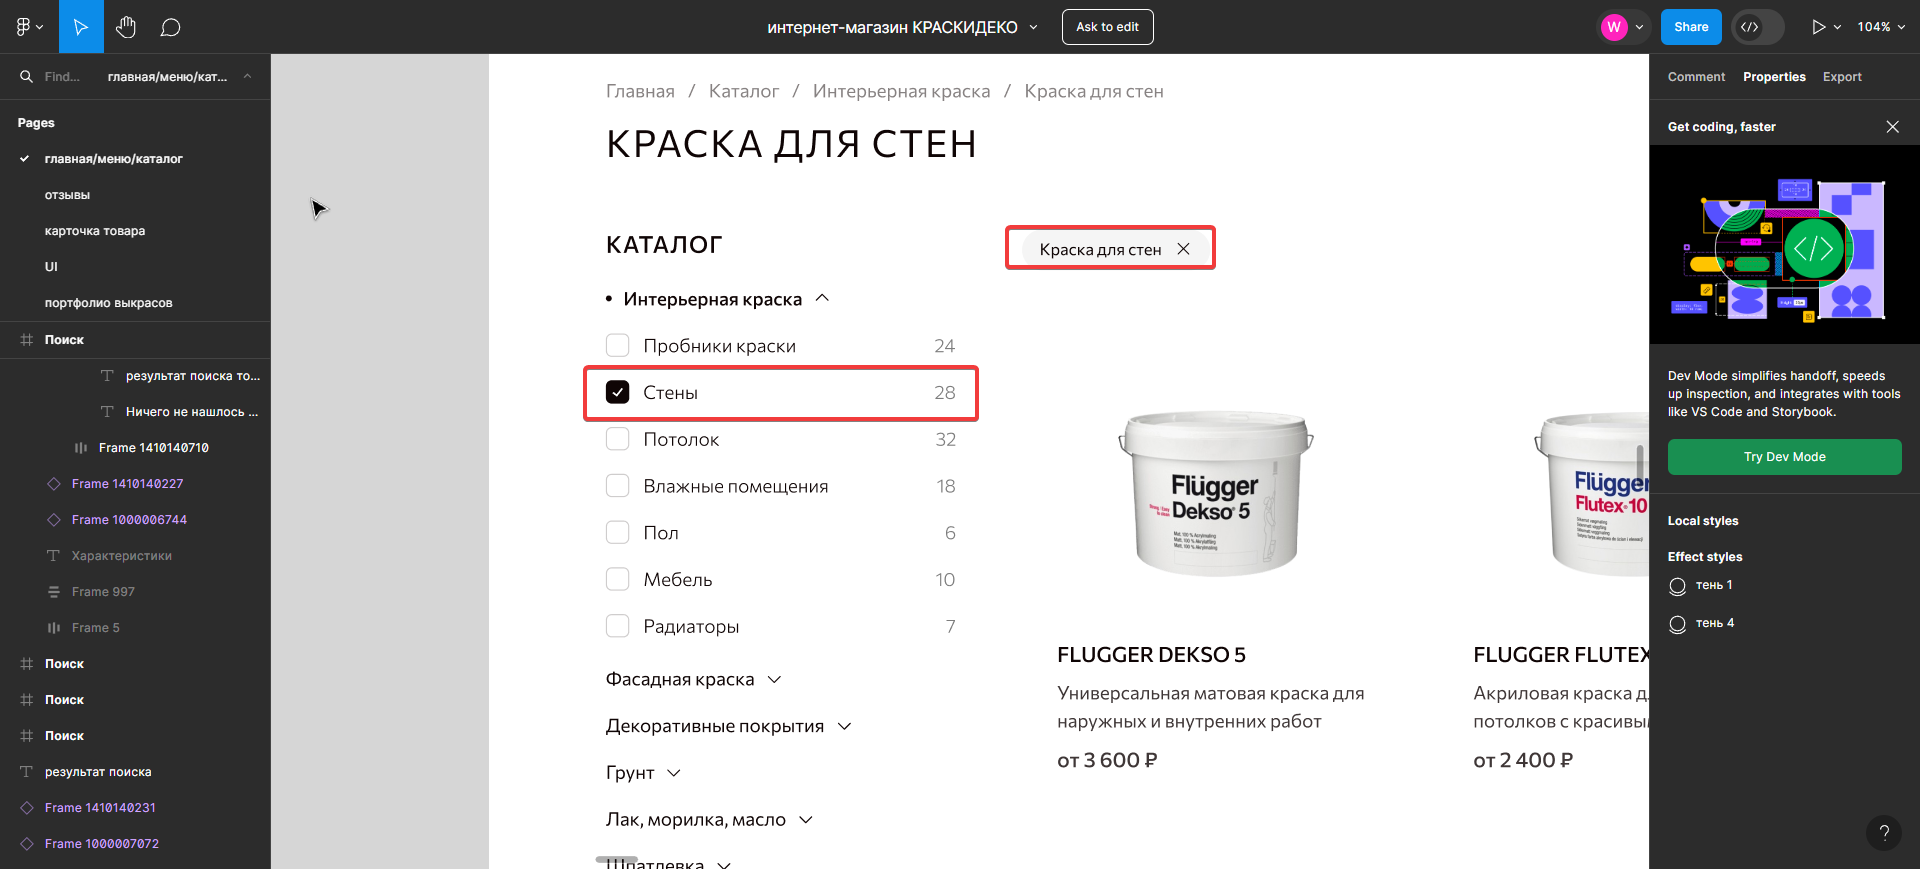 интернет-магазин КРАСКИДЕКО
Ask to edit
W
Share
104%
Find...
главная/меню/кат...
Pages
главная/меню/каталог
отзывы
карточка товара
UI
портфолио выкрасов
Поиск
результат поиска то...
Ничего не нашлось ...
Frame 1410140710
Frame 1410140227
Frame 1000006744
Характеристики
Frame 997
Frame 5
Поиск
Поиск
Поиск
результат поиска
Frame 1410140231
Frame 1000007072
Главная / Каталог / Интерьерная краска / Краска для стен
КРАСКА ДЛЯ СТЕН
КАТАЛОГ
Краска для стен
Интерьерная краска
Пробники краски 24
Стены 28
Потолок 32
Влажные помещения 18
Пол 6
Мебель 10
Радиаторы 7
Фасадная краска
Декоративные покрытия
Грунт
Лак, морилка, масло
Шпатлевка
Flügger
Dekso 5
FLUGGER DEKSO 5
Универсальная матовая краска для
наружных и внутренних работ
от 3 600 ₽
Flügger
Flutex 10
FLUGGER FLUTEX
Акриловая краска д
потолков с красивы
от 2 400 ₽
Comment Properties Export
Get coding, faster
Dev Mode simplifies handoff, speeds
up inspection, and integrates with tools
like VS Code and Storybook.
Try Dev Mode
Local styles
Effect styles
тень 1
тень 4
?